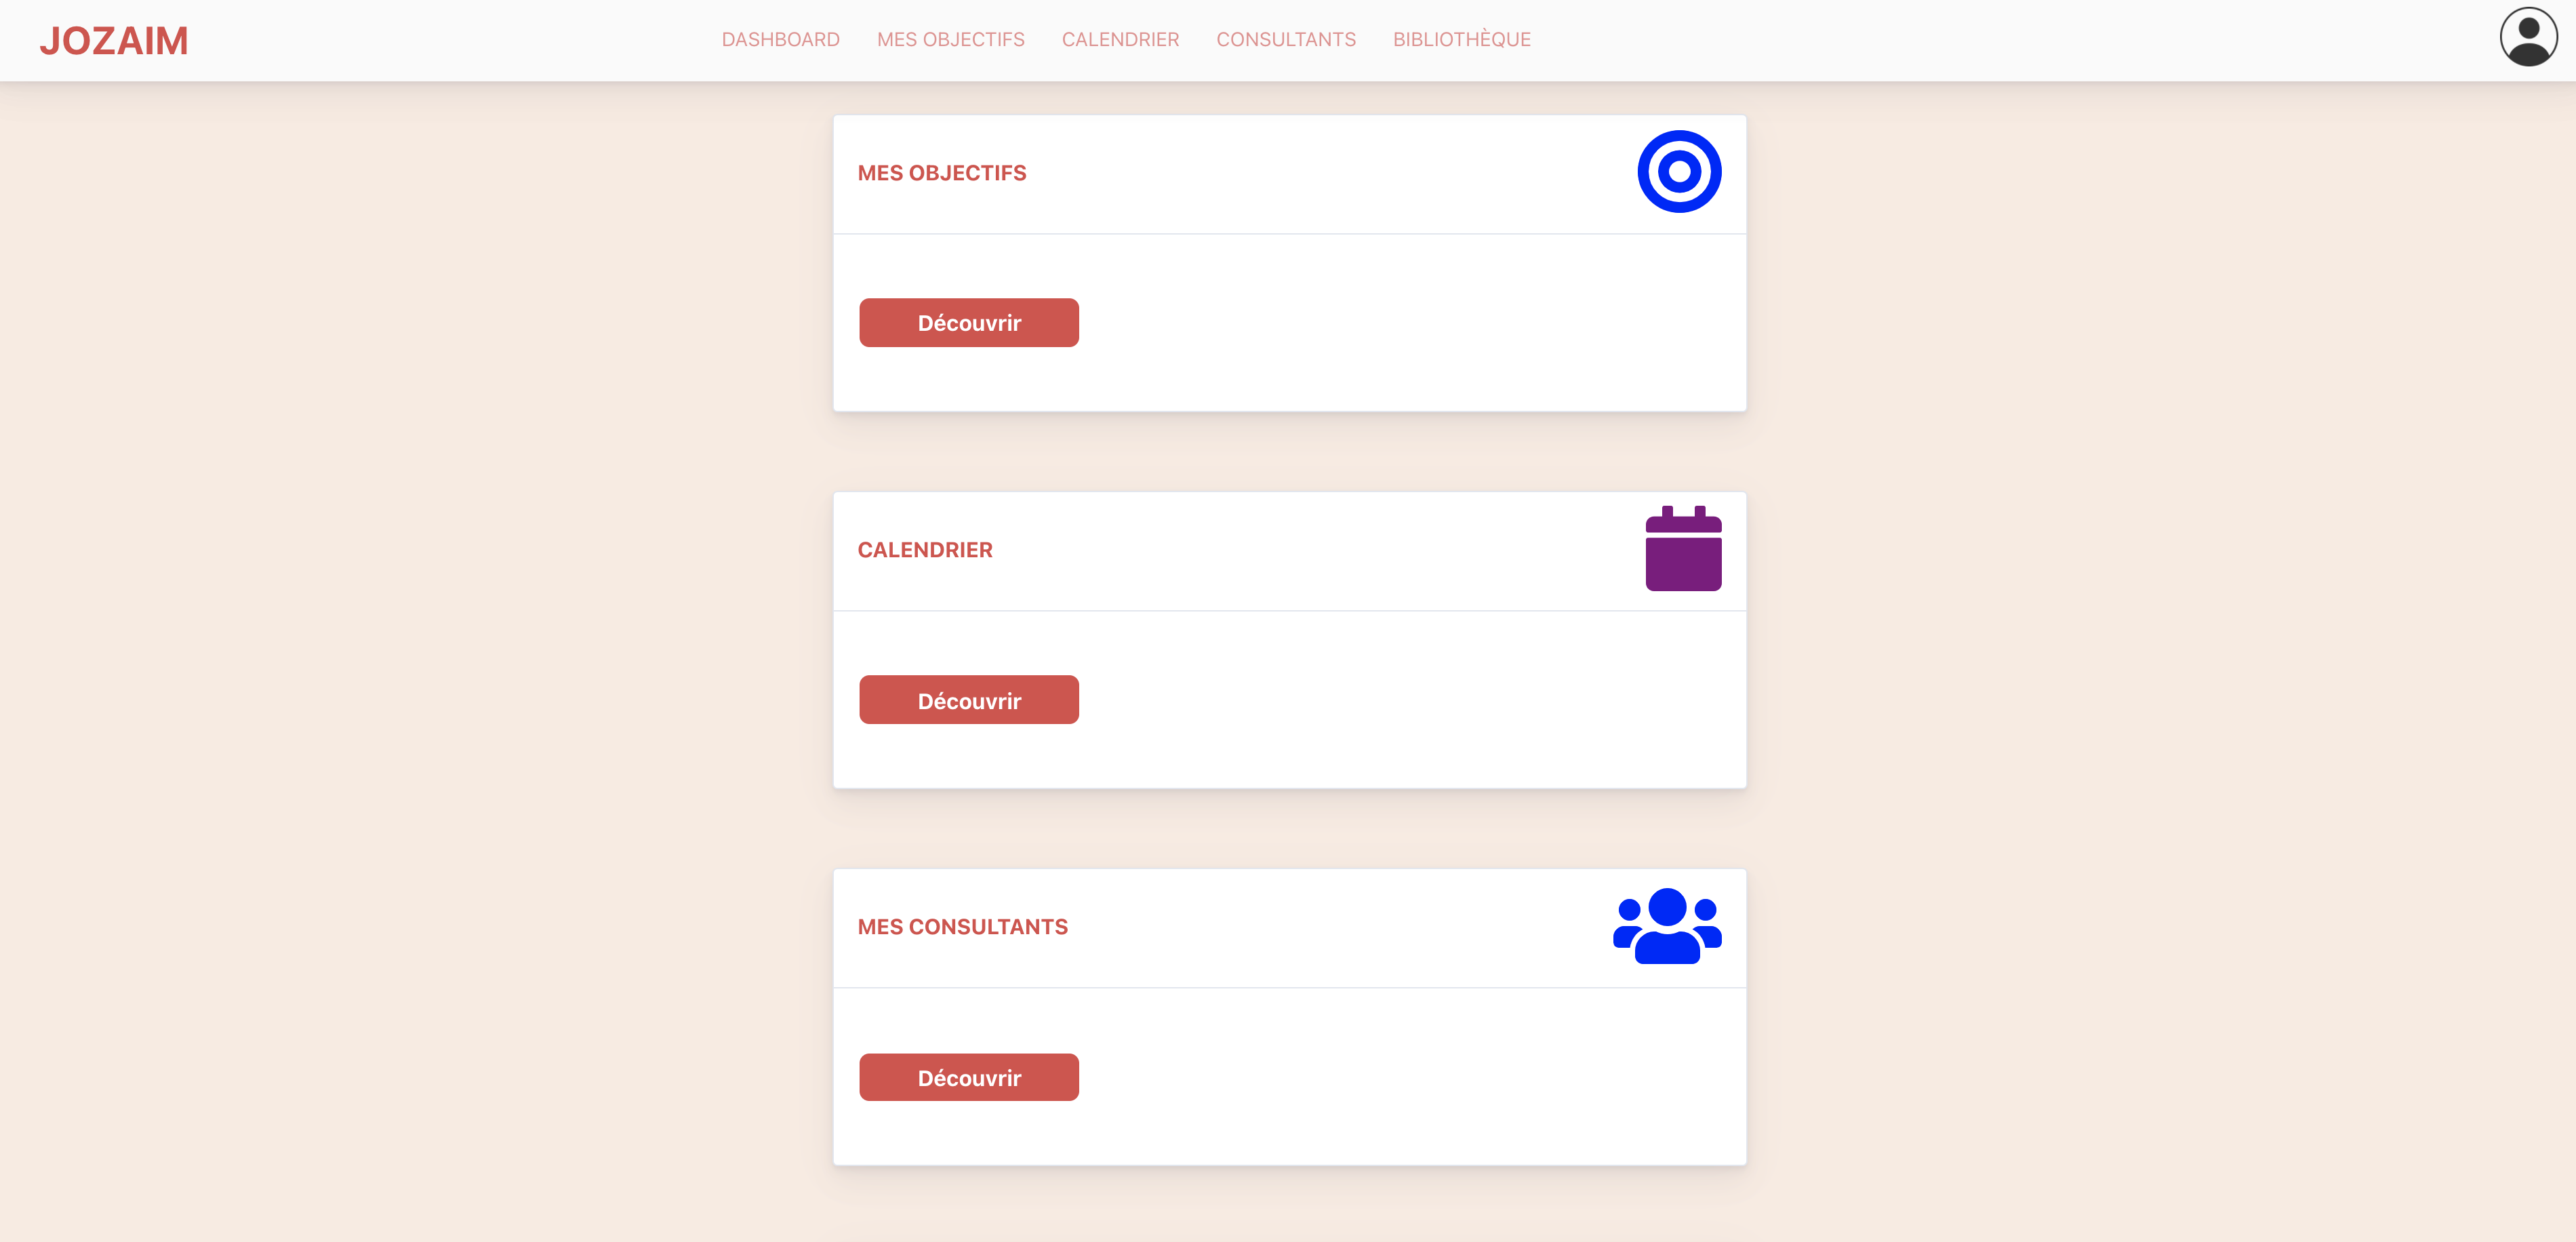 JOZAIM
DASHBOARD MES OBJECTIFS CALENDRIER CONSULTANTS BIBLIOTHÈQUE
MES OBJECTIFS
Découvrir
CALENDRIER
Découvrir
MES CONSULTANTS
Découvrir